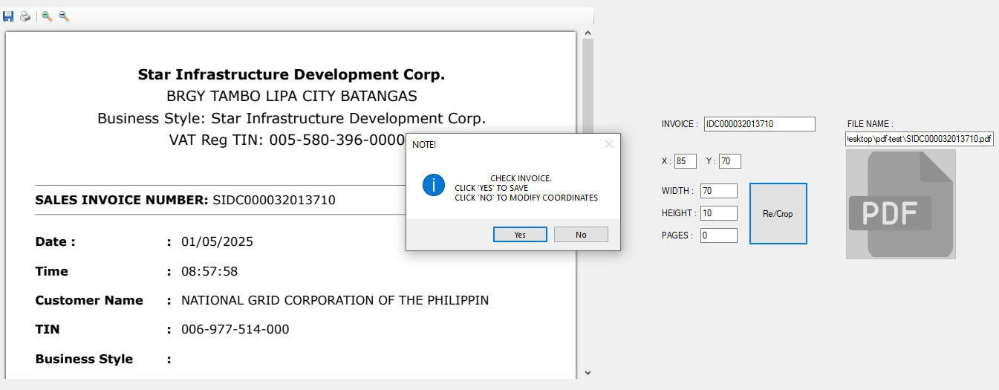 Star Infrastructure Development Corp.
BRGY TAMBO LIPA CITY BATANGAS
Business Style: Star Infrastructure Development Corp.
VAT Reg TIN: 005-580-396-0000
SALES INVOICE NUMBER: SIDC000032013710
Date : : 01/05/2025
Time : 08:57:58
Customer Name : NATIONAL GRID CORPORATION OF THE PHILIPPIN
TIN : 006-977-514-000
Business Style :
NOTE!
CHECK INVOICE.
CLICK 'YES' TO SAVE
CLICK 'NO' TO MODIFY COORDINATES
Yes No
INVOICE : IDC000032013710
X : 85 Y : 70
WIDTH : 70
HEIGHT : 10
PAGES : 0
Re/Crop
FILE NAME :
esktop\pdf-test\SIDC000032013710.pdf
PDF